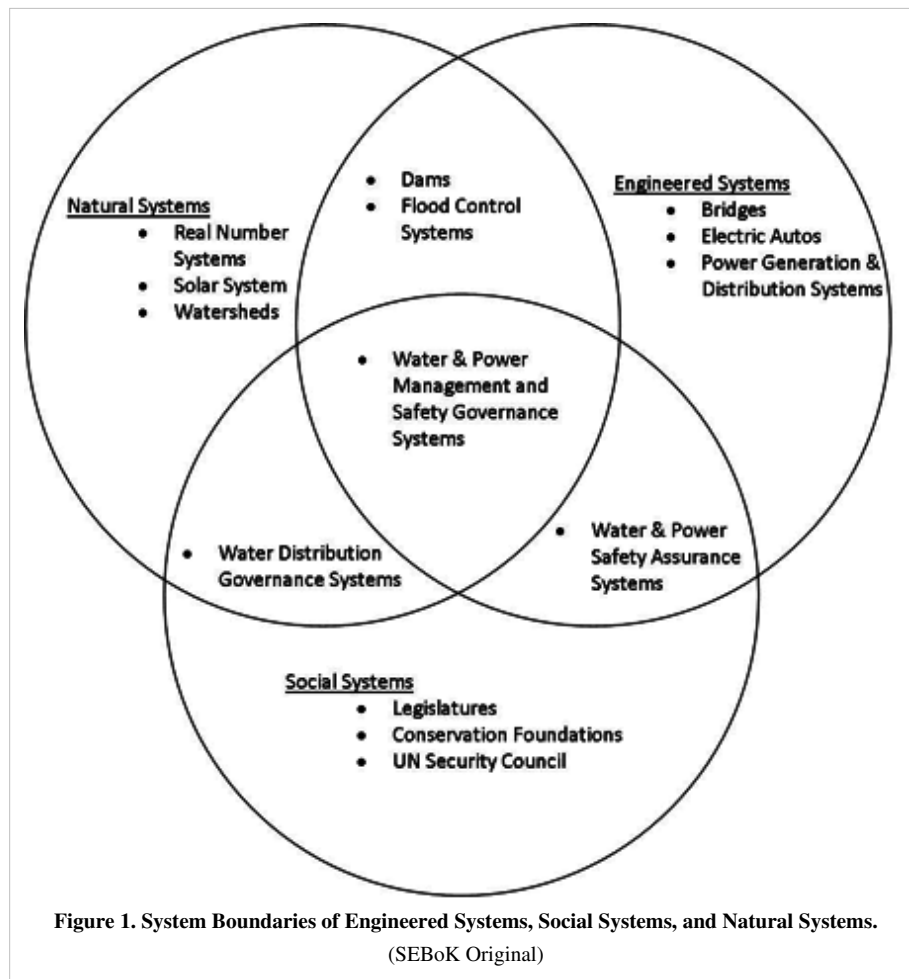 Natural Systems
• Real Number
Systems
• Solar System
• Watersheds
• Dams
• Flood Control
Systems
Engineered Systems
• Bridges
• Electric Autos
• Power Generation &
Distribution Systems
• Water & Power
Management and
Safety Governance
Systems
• Water Distribution
Governance Systems
• Water & Power
Safety Assurance
Systems
Social Systems
• Legislatures
• Conservation Foundations
• UN Security Council
Figure 1. System Boundaries of Engineered Systems, Social Systems, and Natural Systems.
(SEBoK Original)